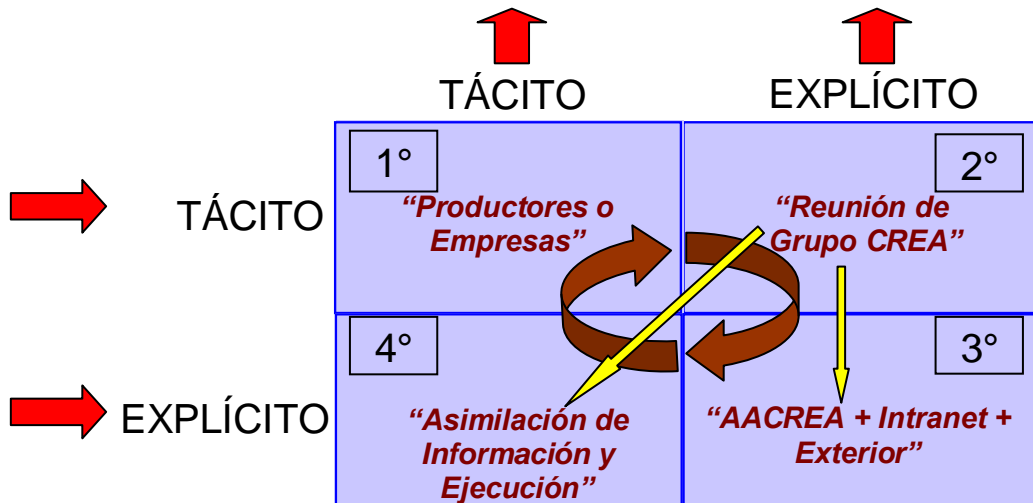 TÁCITO
EXPLÍCITO
TÁCITO
1°
“Productores o
Empresas”
2°
“Reunión de
Grupo CREA”
EXPLÍCITO
4°
“Asimilación de
Información y
Ejecución”
3°
“AACREA + Intranet +
Exterior”